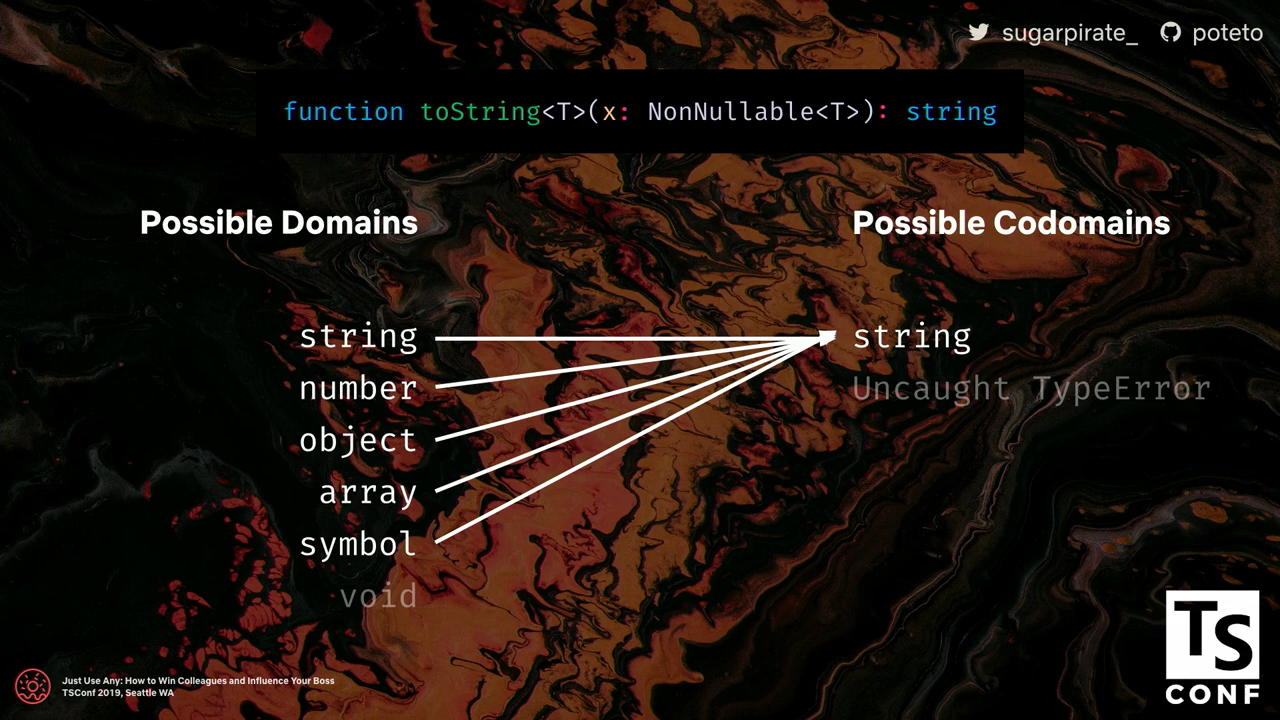 sugarpirate_ poteto
function toString<T>(x: NonNullable<T>): string
Possible Domains
Possible Codomains
string
string
number
Uncaught TypeError
object
array
symbol
void
TS
CONF
Just Use Any: How to Win Colleagues and Influence Your Boss
TSConf 2019, Seattle WA